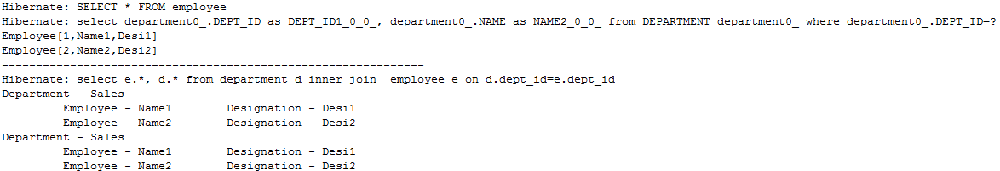 Hibernate: SELECT * FROM employee
Hibernate: select department0_.DEPT_ID as DEPT_ID1_0_0_, department0_.NAME as NAME2_0_0_ from DEPARTMENT department0_ where department0_.DEPT_ID=?
Employee[1,Name1,Desi1]
Employee[2,Name2,Desi2]
--------------------------------------------------------------
Hibernate: select e.*, d.* from department d inner join  employee e on d.dept_id=e.dept_id
Department - Sales
         Employee - Name1        Designation - Desi1
         Employee - Name2        Designation - Desi2
Department - Sales
         Employee - Name1        Designation - Desi1
         Employee - Name2        Designation - Desi2